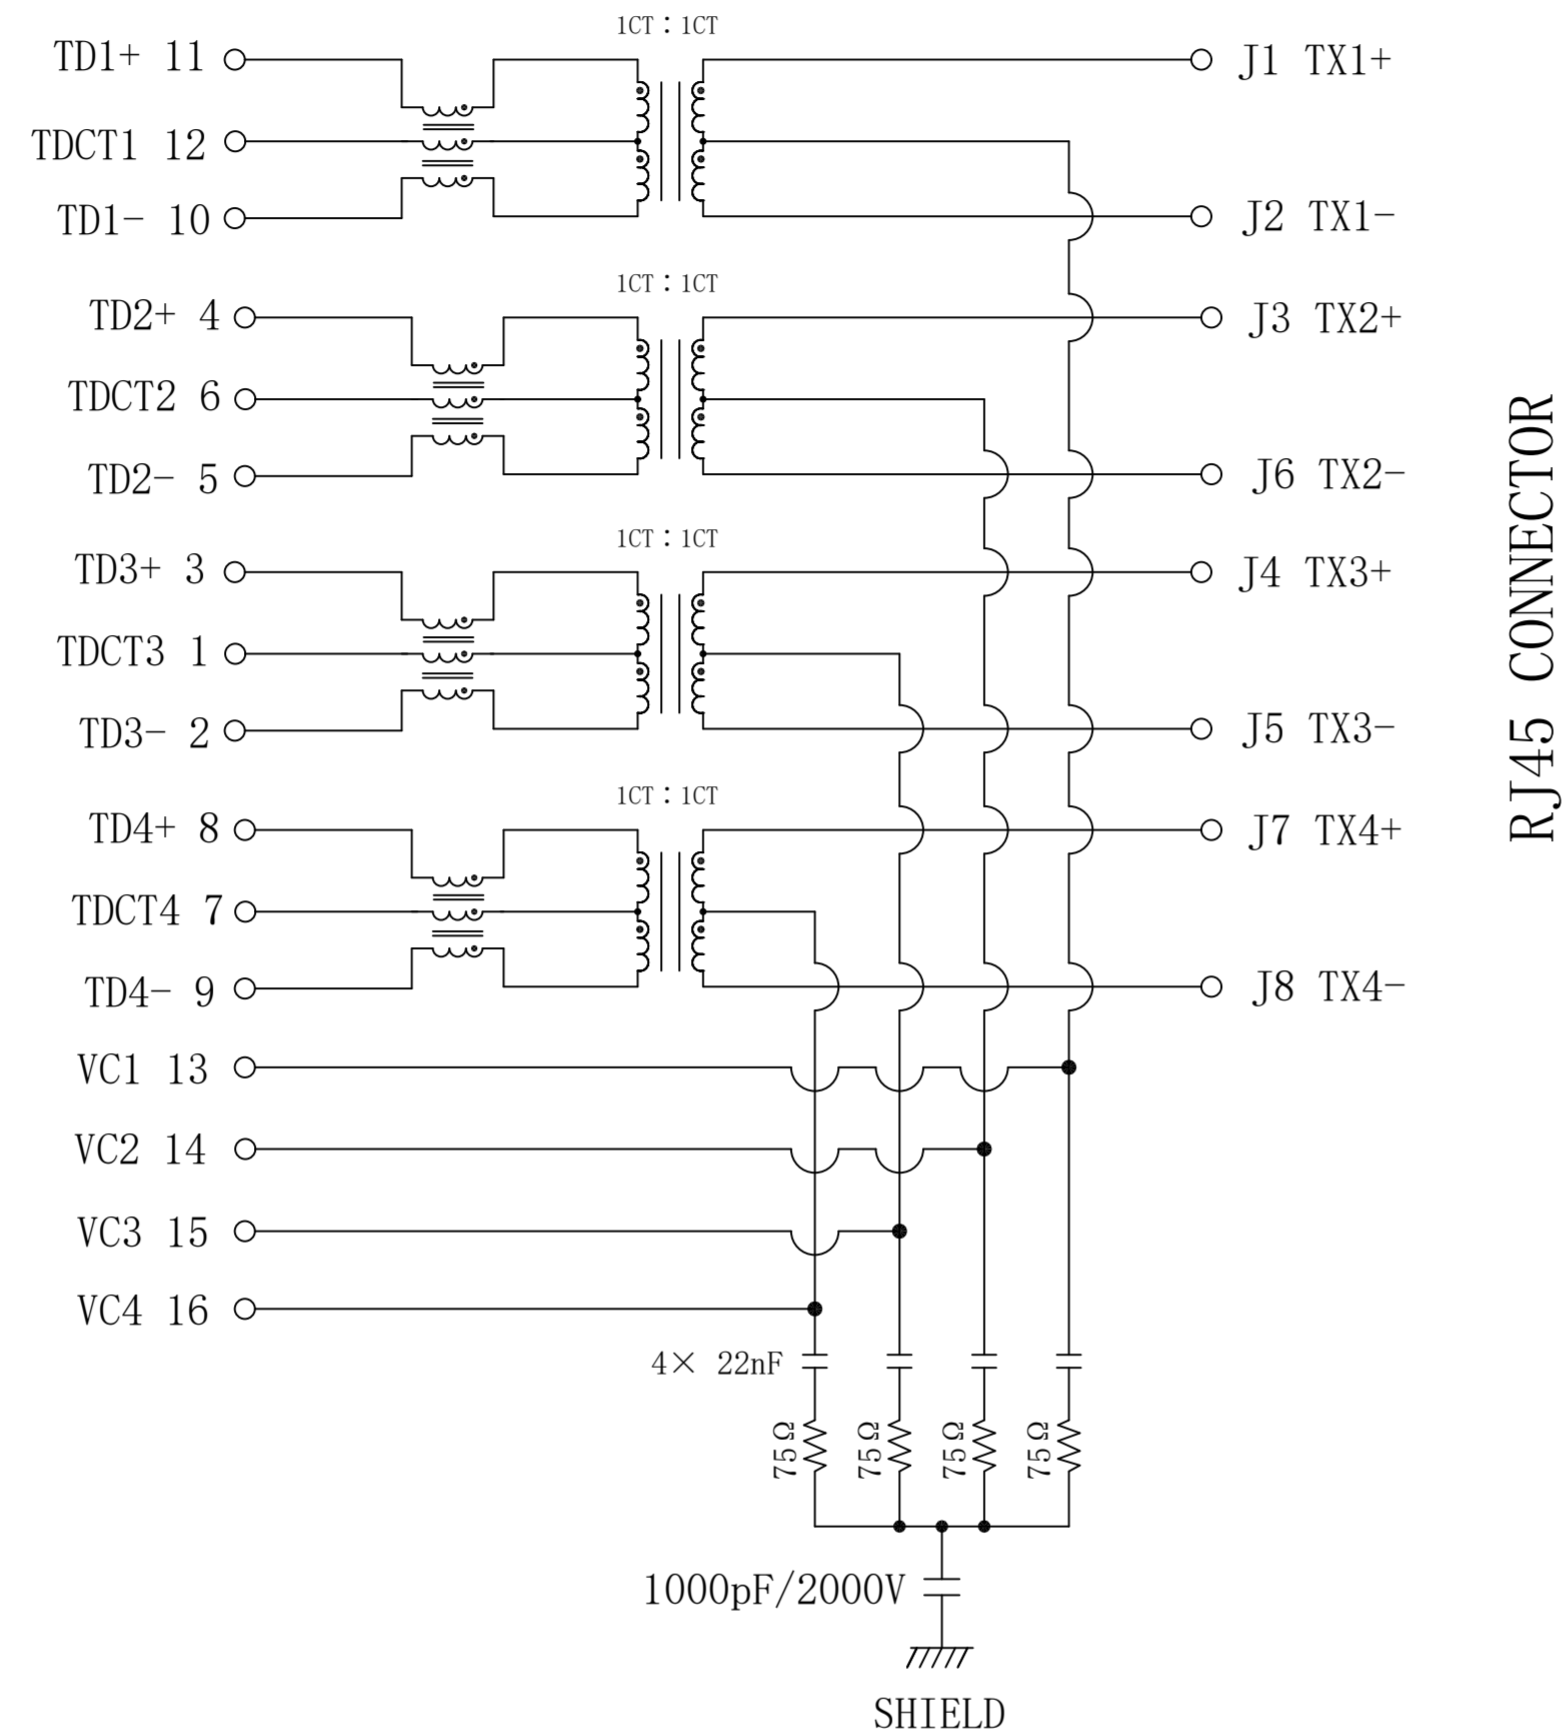 1CT：1CT
TD1+ 11
J1 TX1+
TDCT1 12
TD1- 10
J2 TX1-
1CT：1CT
TD2+ 4
J3 TX2+
TDCT2 6
TD2- 5
J6 TX2-
1CT：1CT
TD3+ 3
J4 TX3+
TDCT3 1
TD3- 2
J5 TX3-
1CT：1CT
TD4+ 8
J7 TX4+
TDCT4 7
TD4- 9
J8 TX4-
RJ45 CONNECTOR
VC1 13
VC2 14
VC3 15
VC4 16
4× 22nF
75Ω
75Ω
75Ω
75Ω
1000pF/2000V
SHIELD